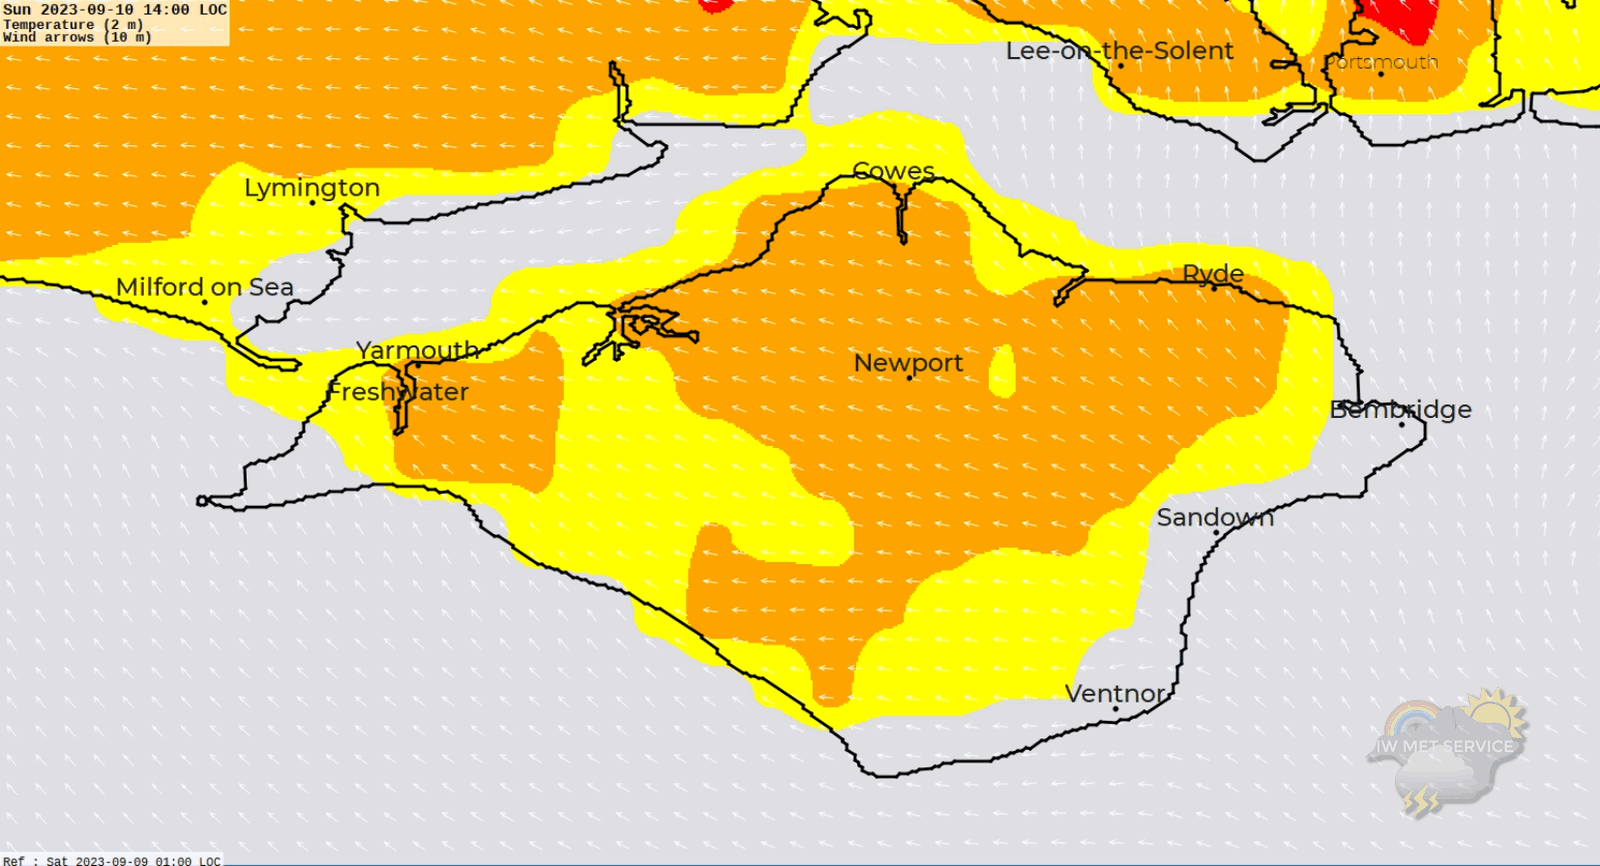 Sun 2023-09-10 14:00 LOC
Temperature (2 m)
Wind arrows (10 m)
Lee-on-the-Solent
Portsmouth
Cowes
Lymington
Ryde
Milford on Sea
Yarmouth
Newport
Freshwater
Bembridge
Sandown
Ventnor
IW MET SERVICE
Ref : Sat 2023-09-09 01:00 LOC